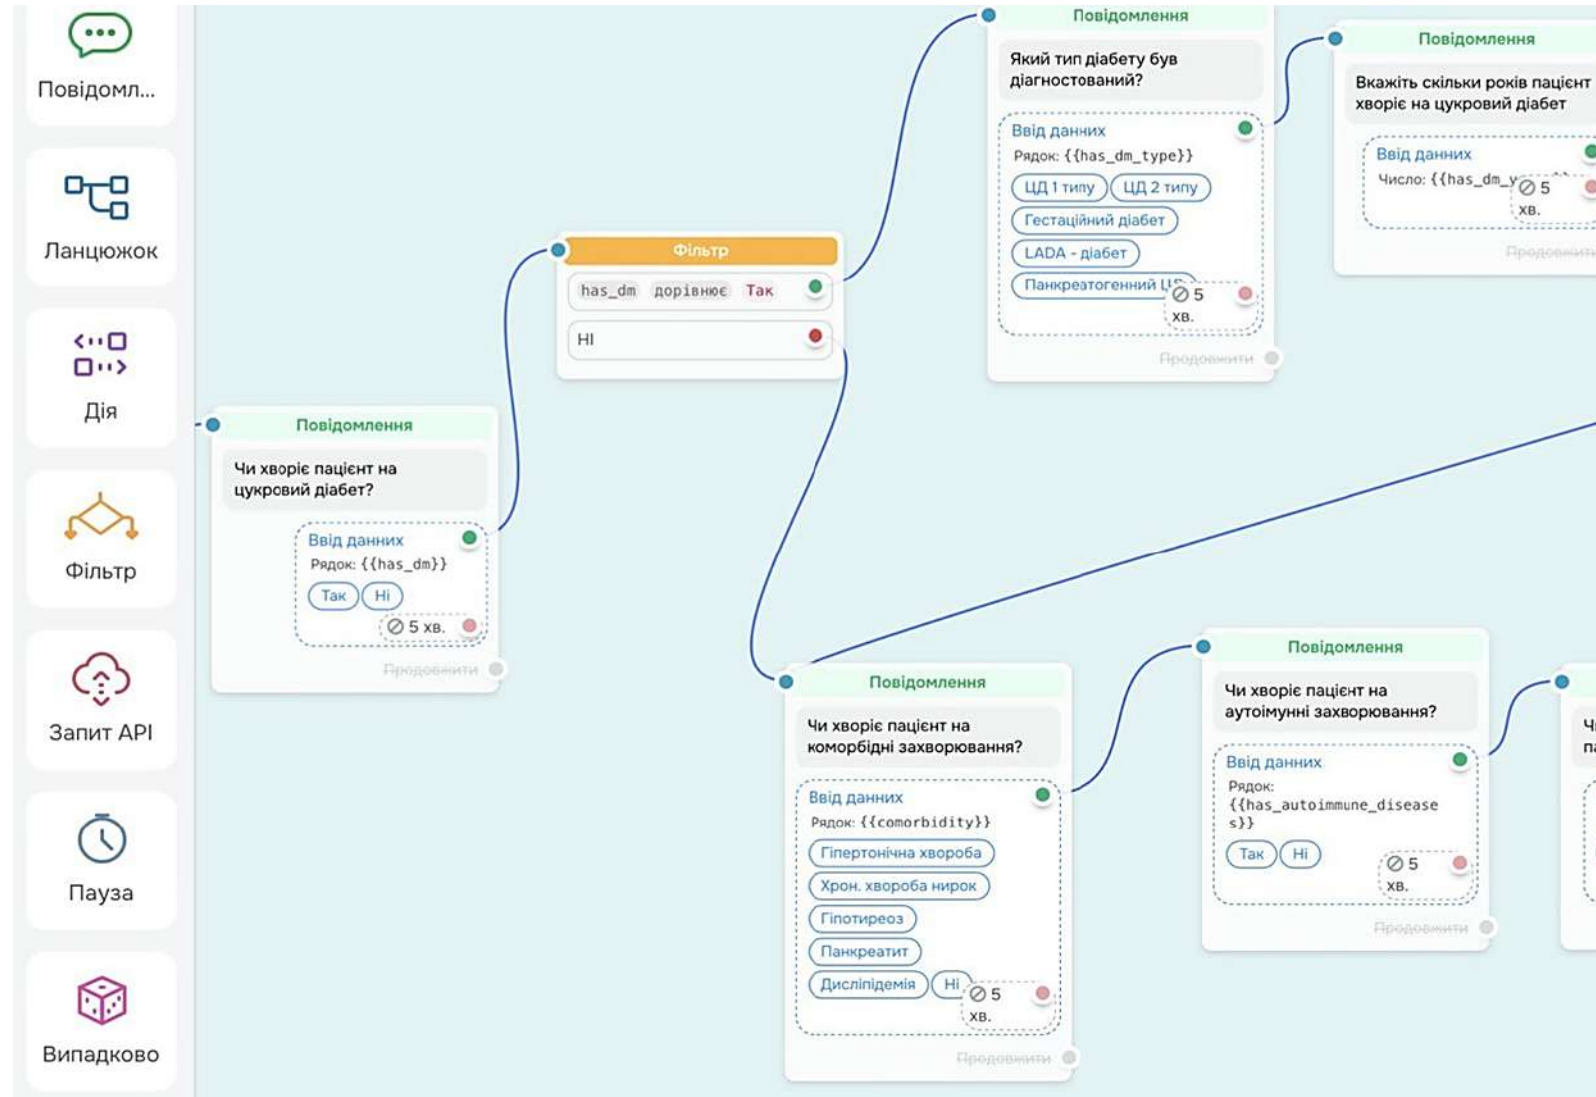 Повідомл...
Ланцюжок
Дія
Фільтр
Запит API
Пауза
Випадково
Повідомлення
Чи хворіє пацієнт на
цукровий діабет?
Ввід данних
Рядок: {{has_dm}}
Так Ні
5 хв.
Продовжити
Фільтр
has_dm дорівнює Так
НІ
Повідомлення
Який тип діабету був
діагностований?
Ввід данних
Рядок: {{has_dm_type}}
ЦД 1 типу ЦД 2 типу
Гестаційний діабет
LADA - діабет
Панкреатогенний
5
хв.
Продовжити
Повідомлення
Вкажіть скільки років пацієнт
хворіє на цукровий діабет
Ввід данних
Число:
5
хв.
Продовжити
Повідомлення
Чи хворіє пацієнт на
коморбідні захворювання?
Ввід данних
Рядок: {{comorbidity}}
Гіпертонічна хвороба
Хрон. хвороба нирок
Гіпотиреоз
Панкреатит
Дисліпідемія Ні
5
хв.
Продовжити
Повідомлення
Чи хворіє пацієнт на
аутоімунні захворювання?
Ввід данних
Рядок:
{{has_autoimmune_disease
s}}
Так Ні
5
хв.
Продовжити